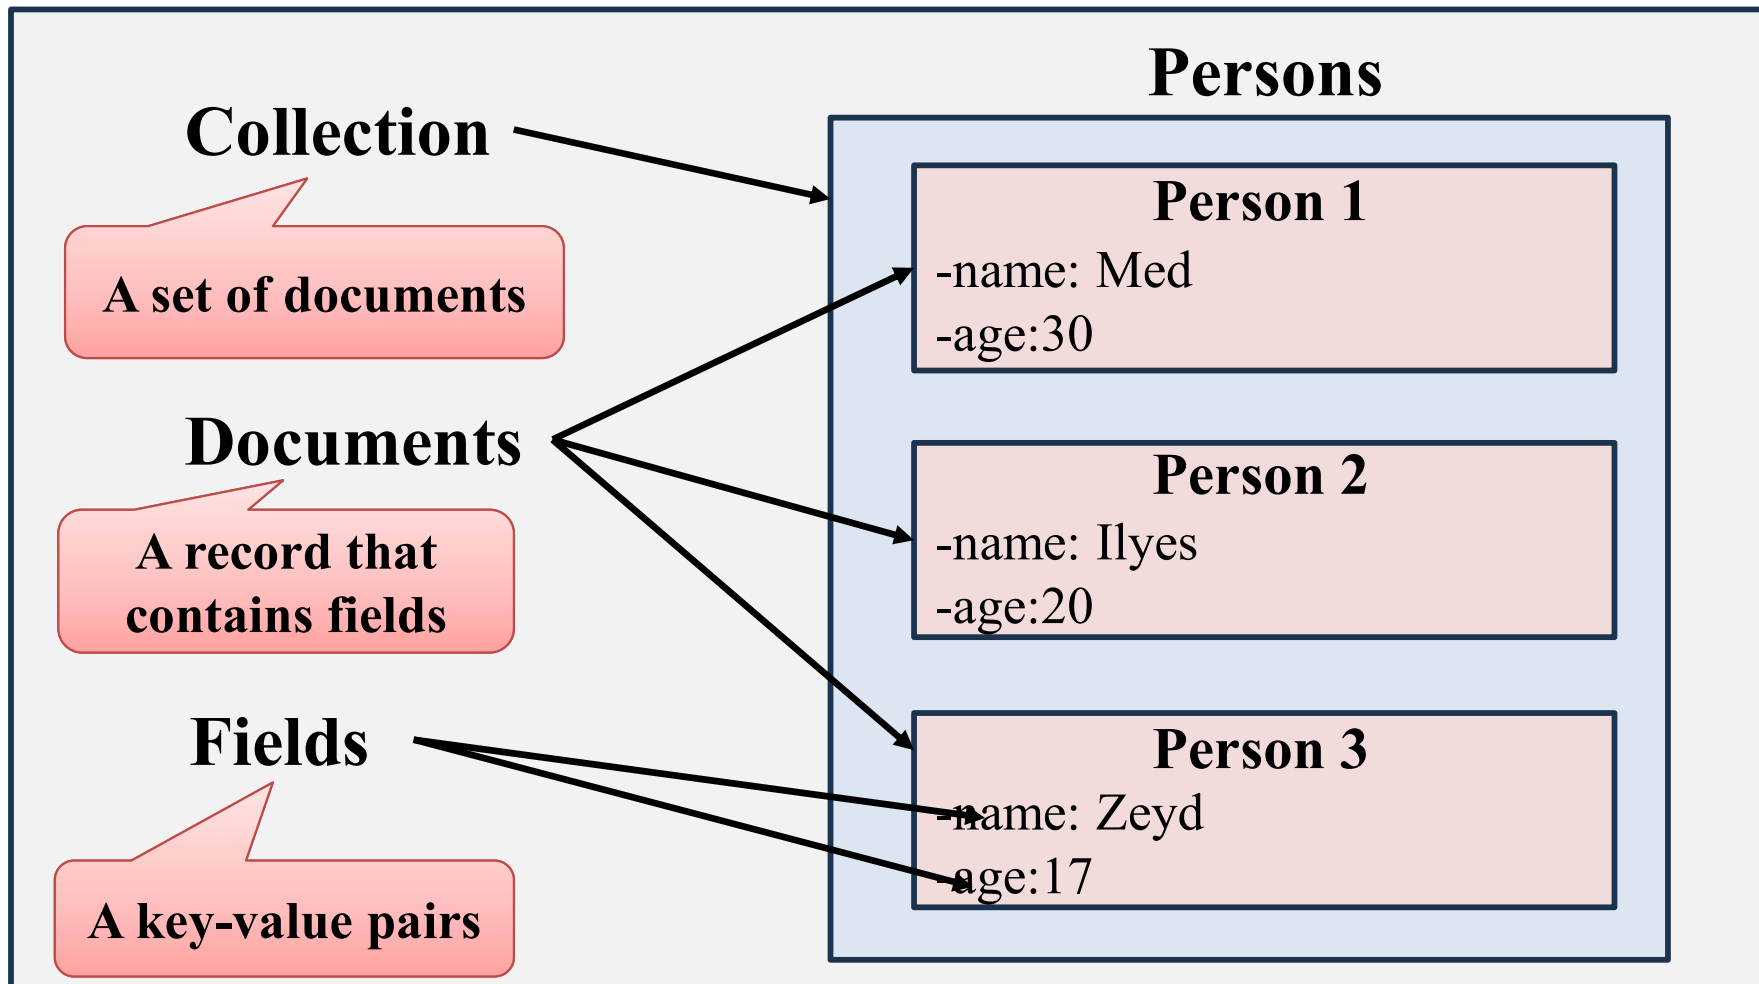 Persons
Collection
A set of documents
Documents
A record that
contains fields
Fields
A key-value pairs
Person 1
-name: Med
-age:30
Person 2
-name: Ilyes
-age:20
Person 3
-name: Zeyd
-age:17